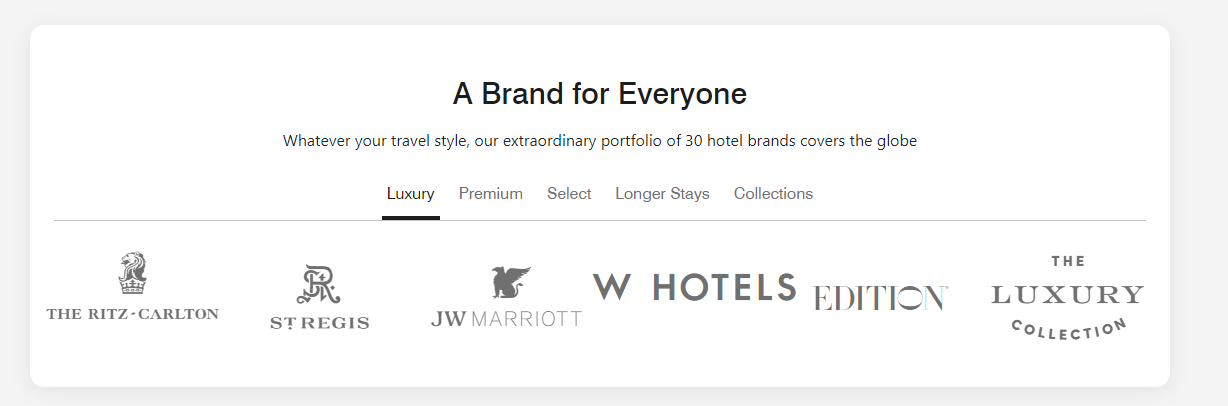 A Brand for Everyone
Whatever your travel style, our extraordinary portfolio of 30 hotel brands covers the globe
Luxury Premium Select Longer Stays Collections
THE RITZ-CARLTON
ST REGIS
JW MARRIOTT
W HOTELS
EDITION
THE
LUXURY
COLLECTION